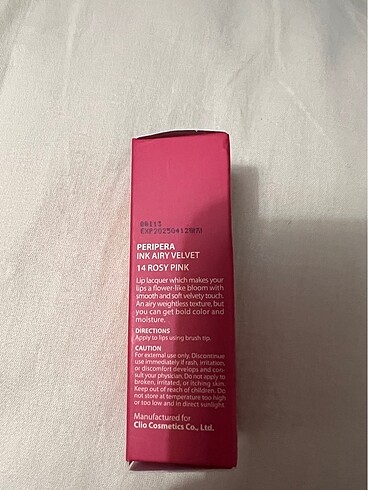 EXP20250412
PERIPERA
INK AIRY VELVET
14 ROSY PINK
Lip lacquer which makes your
lips a flower-like bloom with
smooth and soft velvety touch.
An airy weightless texture, but
you can get bold color and
moisture.
DIRECTIONS
Apply to lips using brush tip.
CAUTION
For external use only. Discontinue
use immediately if rash, irritation,
or discomfort develops and con-
sult your physician. Do not apply to
broken, irritated, or itching skin.
Keep out of reach of children. Do
not store at temperature too high
or too low and in direct sunlight.
Manufactured for
Clio Cosmetics Co., Ltd.